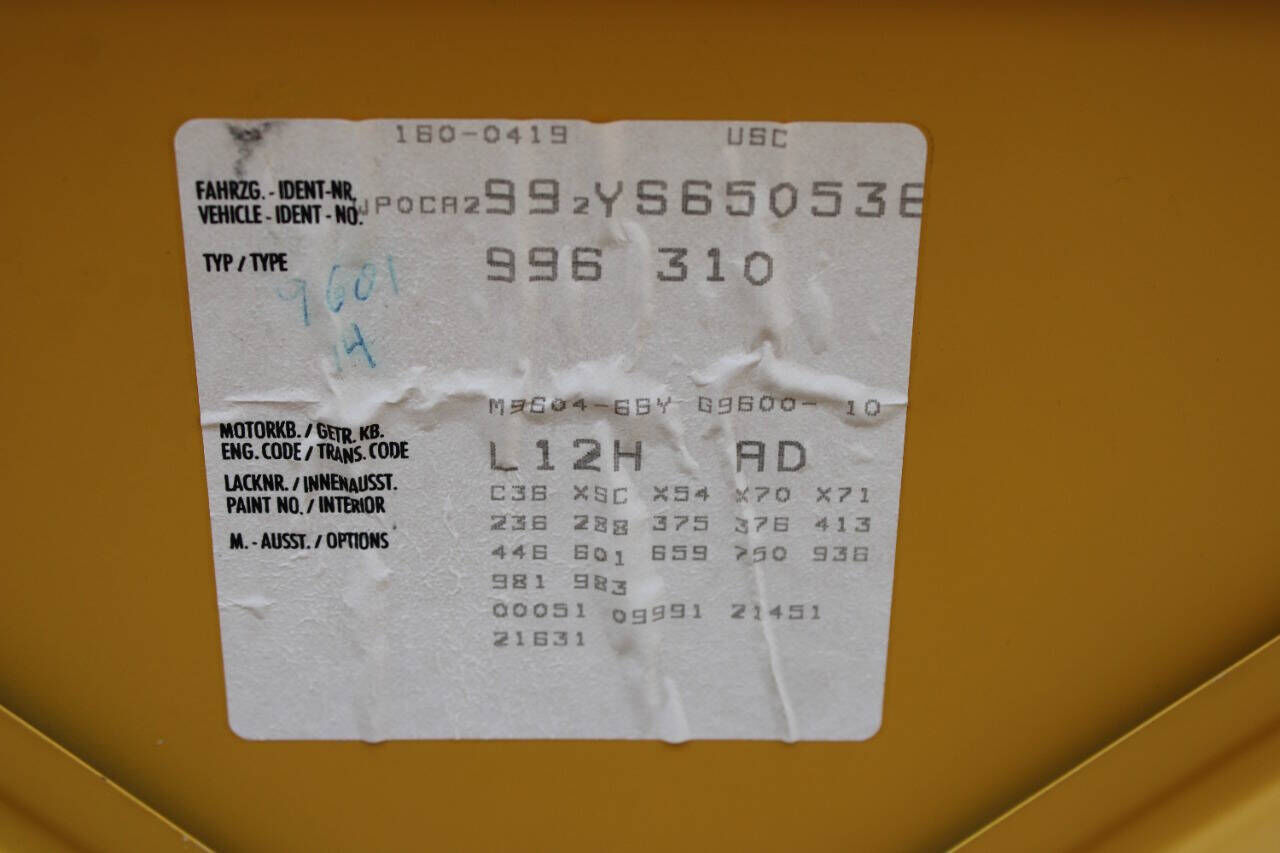 160-0419 USC
FAHRZG. - IDENT-NR.
VEHICLE - IDENT - NO. WP0CA2992YS650536
TYP / TYPE 996 310
9601
14
M9604-66Y G9600- 10
MOTORKB. / GETR. KB.
ENG. CODE / TRANS. CODE L12H AD
LACKNR. / INNENAUSST. C36 XSC X54 X70 X71
PAINT NO. / INTERIOR 236 288 375 376 413
M. - AUSST. / OPTIONS 446 601 659 750 936
981 983
00051 09991 21451
21631